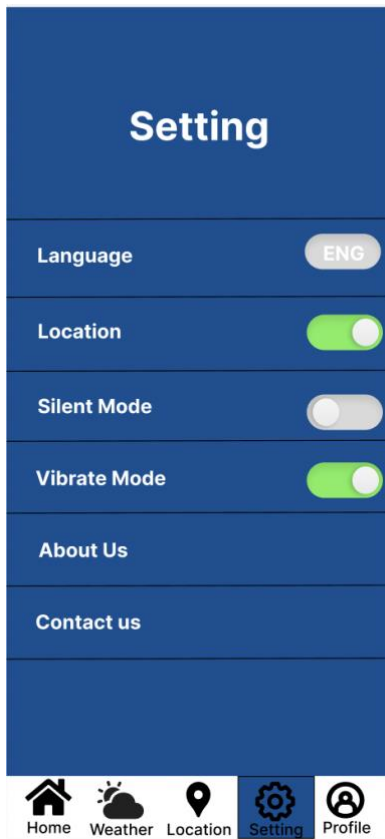 Setting
Language ENG
Location
Silent Mode
Vibrate Mode
About Us
Contact us
Home Weather Location Setting Profile